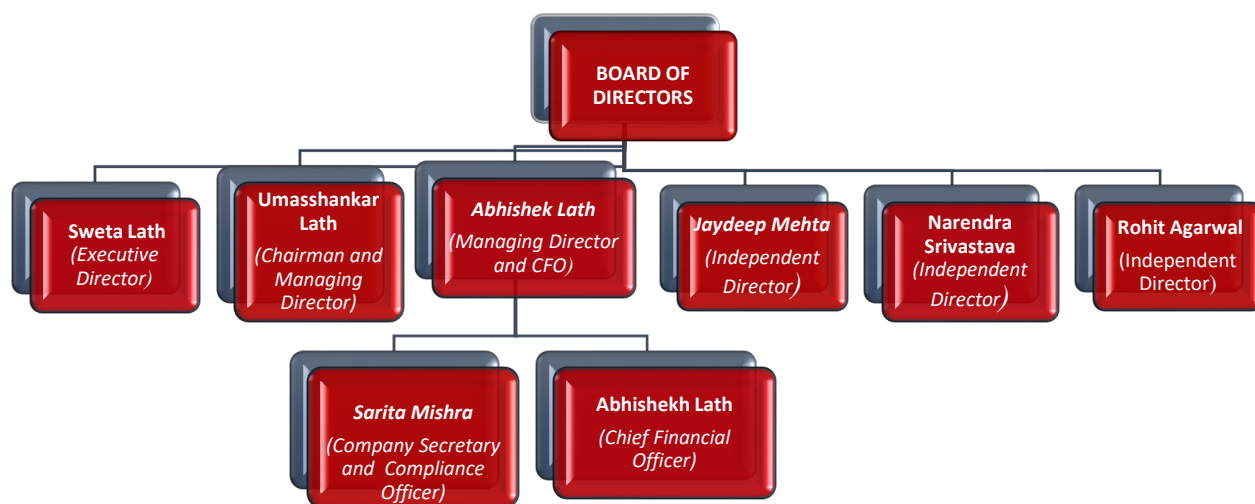 BOARD OF
DIRECTORS
Sweta Lath
(Executive
Director)
Umasshankar
Lath
(Chairman and
Managing
Director)
Abhishek Lath
(Managing Director
and CFO)
Jaydeep Mehta
(Independent
Director)
Narendra
Srivastava
(Independent
Director)
Rohit Agarwal
(Independent
Director)
Sarita Mishra
(Company Secretary
and Compliance
Officer)
Abhishekh Lath
(Chief Financial
Officer)